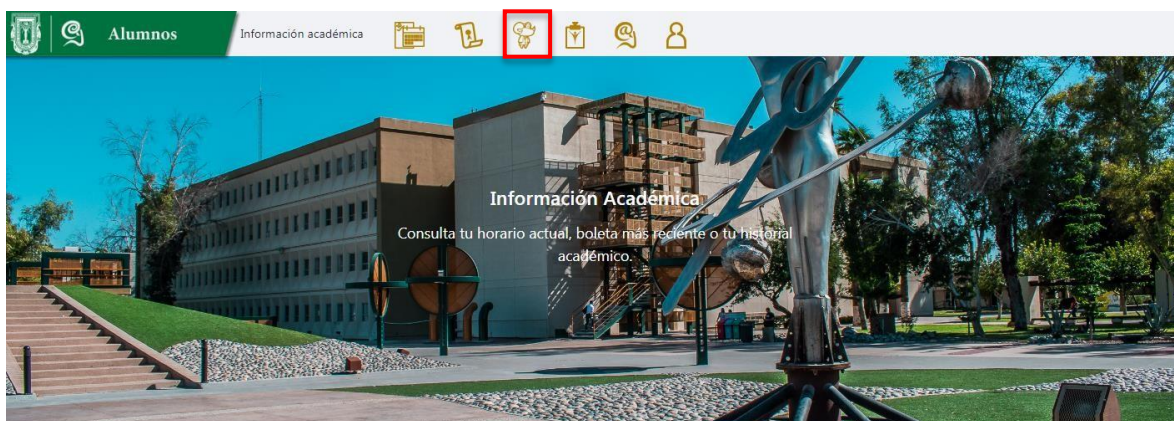 Alumnos
Información académica
Información Académica
Consulta tu horario actual, boleta más reciente o tu historial
académico.